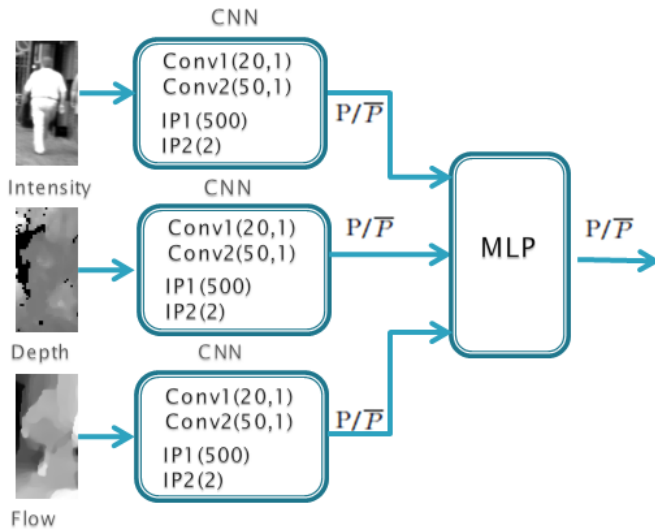 CNN
Conv1(20,1)
Conv2(50,1)
IP1(500)
IP2(2)
P/P̅
Intensity
CNN
Conv1(20,1)
Conv2(50,1)
IP1(500)
IP2(2)
P/P̅
MLP
P/P̅
Depth
CNN
Conv1(20,1)
Conv2(50,1)
IP1(500)
IP2(2)
P/P̅
Flow